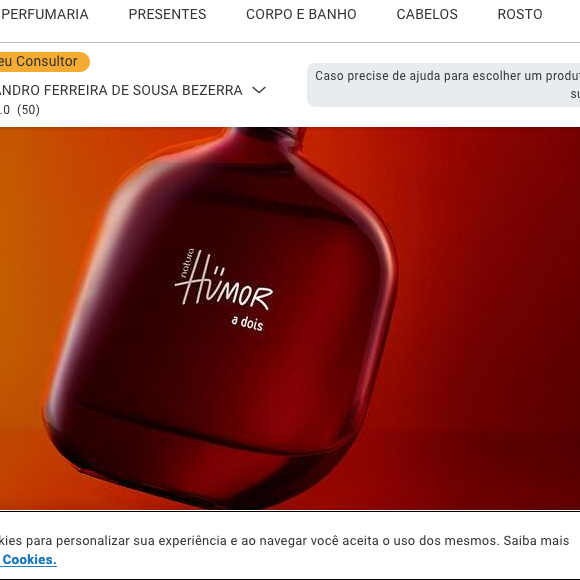 PERFUMARIA PRESENTES CORPO E BANHO CABELOS ROSTO
eu Consultor
ANDRO FERREIRA DE SOUSA BEZERRA
.0 (50)
Caso precise de ajuda para escolher um produt
su
natura
HÜMOR
a dois
kies para personalizar sua experiência e ao navegar você aceita o uso dos mesmos. Saiba mais
Cookies.